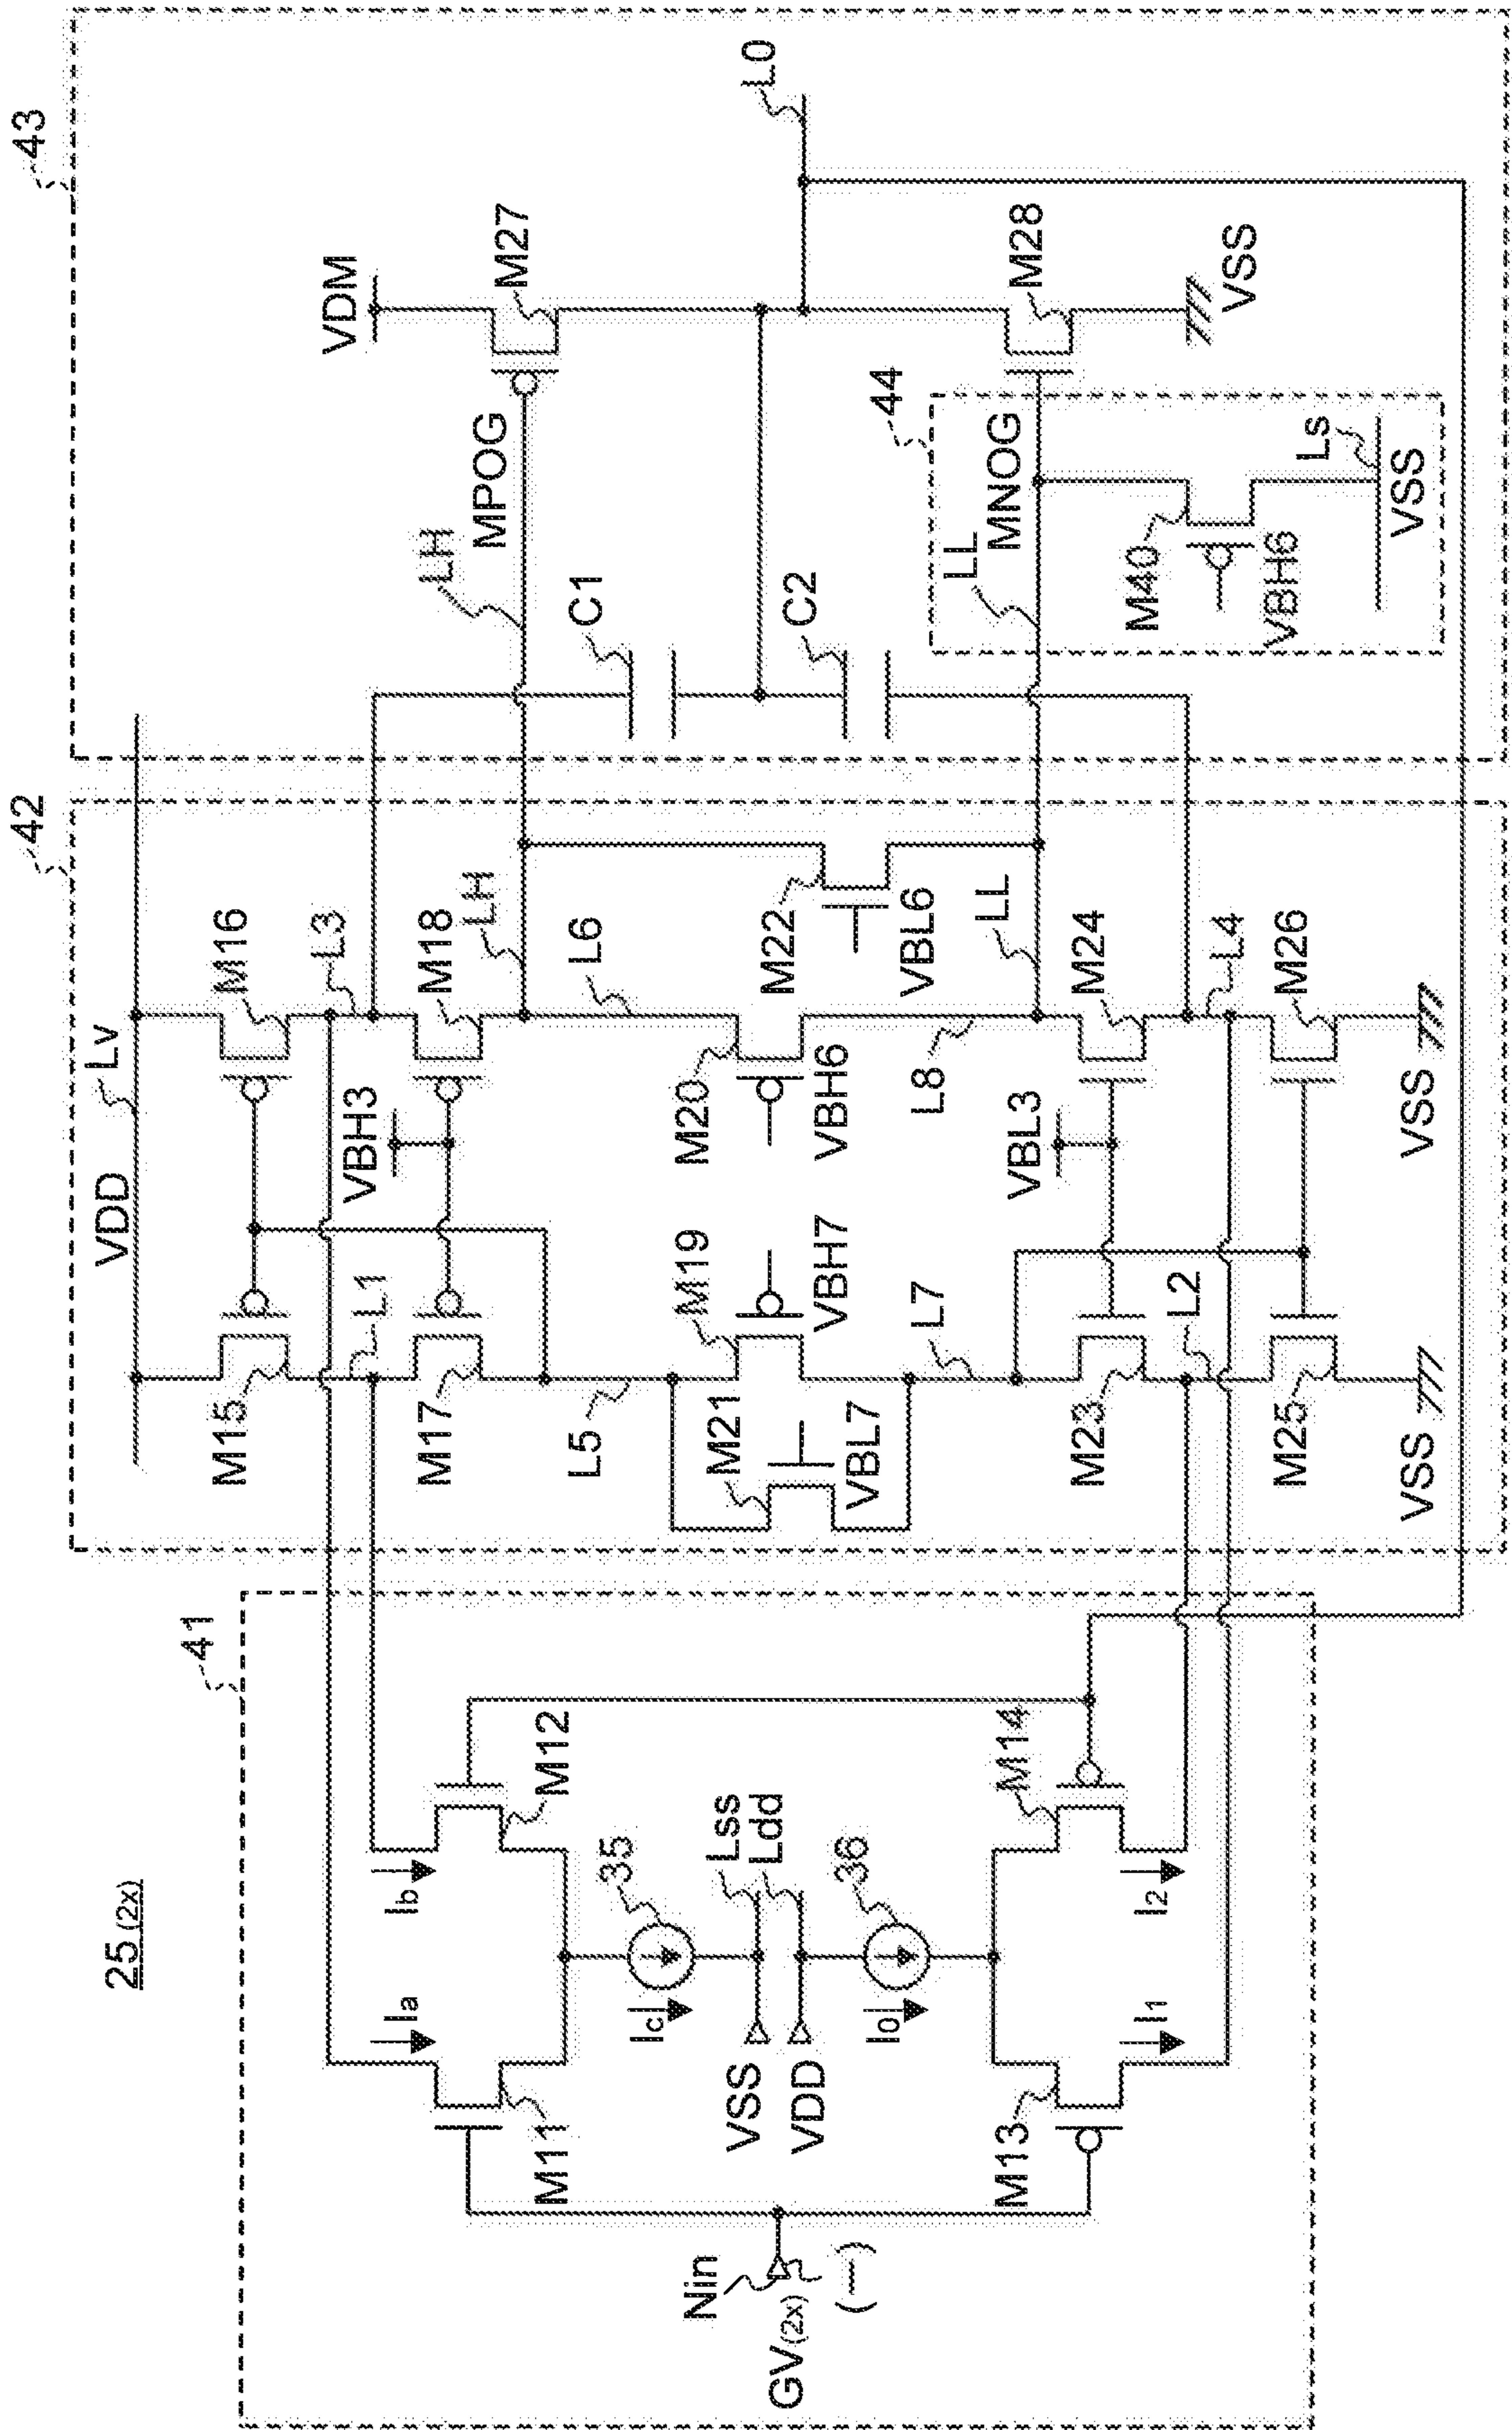 25 (2x)
41
42
43
Nin
GV(2x)
(—)
M11
M12
Ia
Ib
35
Ic
VSS
Lss
VDD
Ldd
I0
36
M13
M14
I1
I2
VDD
Lv
M15
M16
L1
L3
VBH3
M17
M18
LH
L5
L6
M21
VBL7
M19
VBH7
M20
VBH6
M22
VBL6
L7
L8
LL
VBL3
M23
M24
L2
L4
M25
M26
VSS
VSS
LH
MPOG
VDM
M27
C1
C2
L0
LL
MNOG
44
M28
VSS
M40
VBH6
Ls
VSS